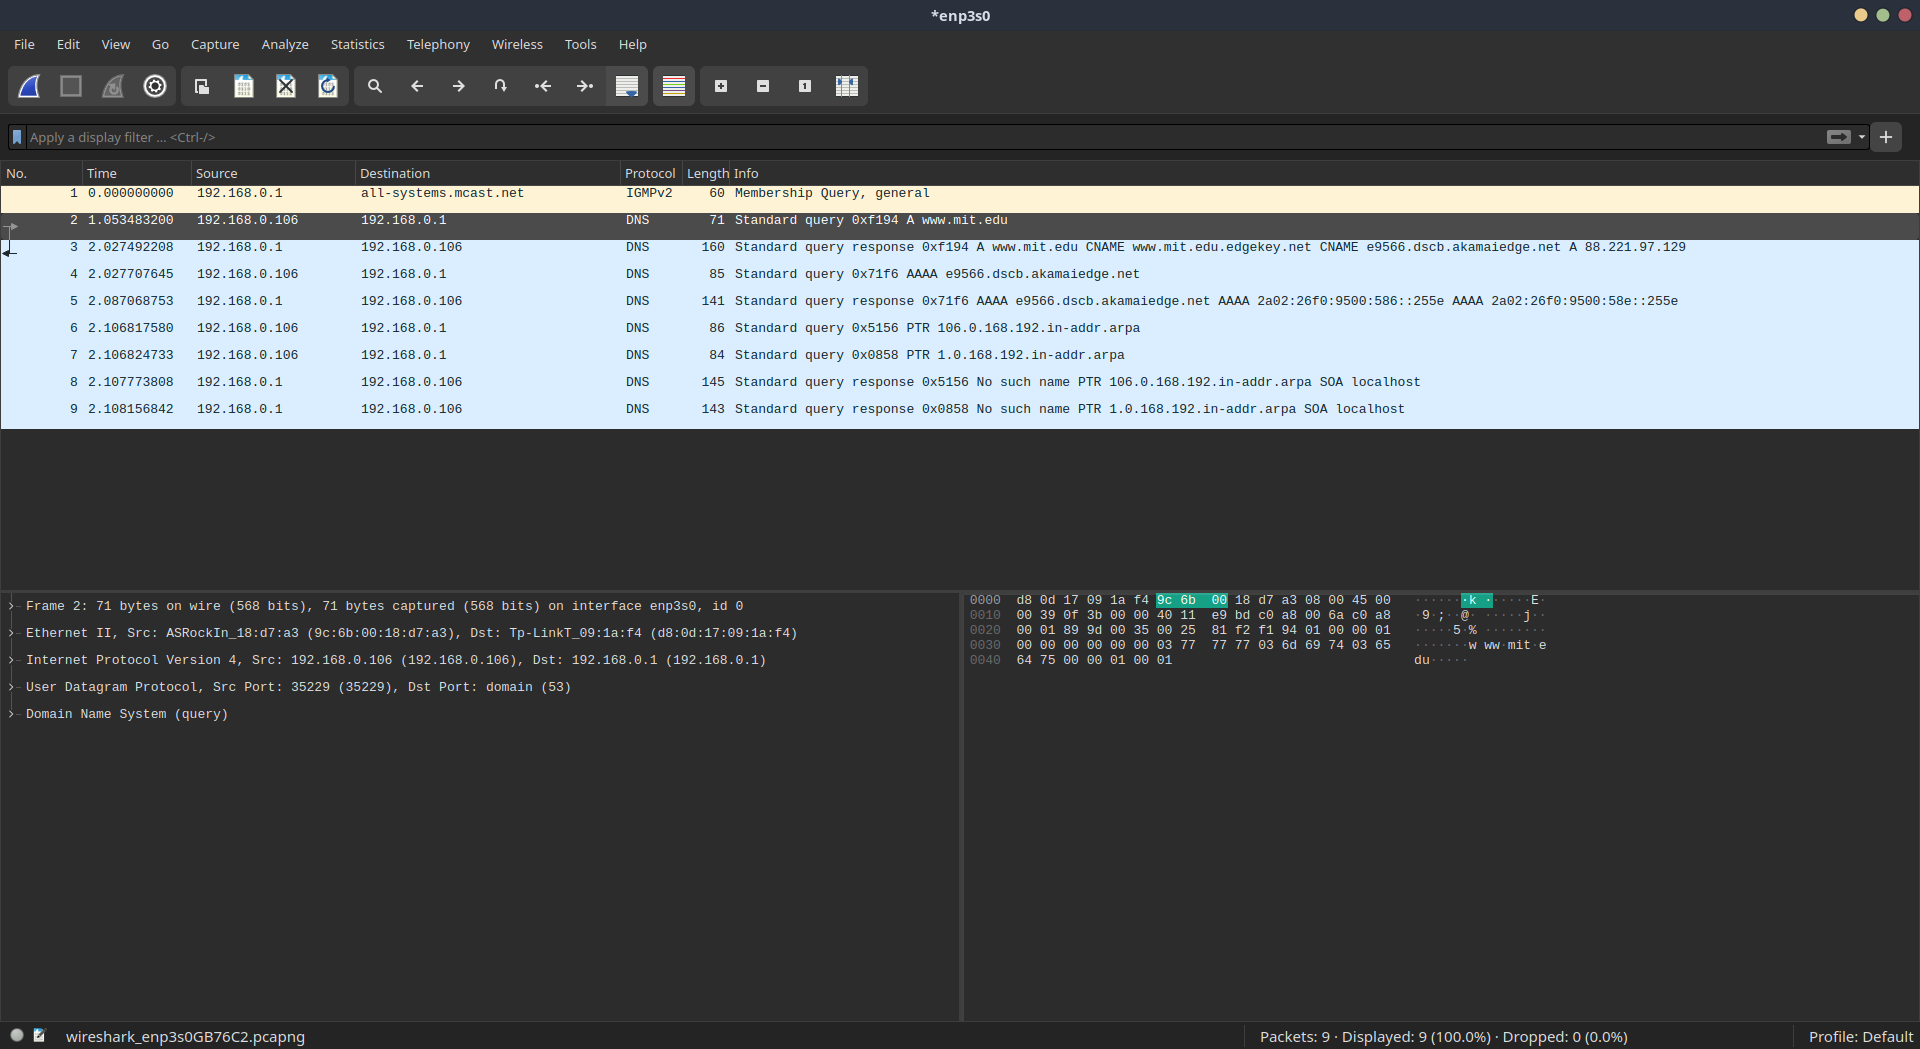 *enp3s0
File Edit View Go Capture Analyze Statistics Telephony Wireless Tools Help
Apply a display filter ... <Ctrl-/>
No. Time Source Destination Protocol Length Info
1 0.000000000 192.168.0.1 all-systems.mcast.net IGMPv2 60 Membership Query, general
2 1.053483200 192.168.0.106 192.168.0.1 DNS 71 Standard query 0xf194 A www.mit.edu
3 2.027492208 192.168.0.1 192.168.0.106 DNS 160 Standard query response 0xf194 A www.mit.edu CNAME www.mit.edu.edgekey.net CNAME e9566.dscb.akamaiedge.net A 88.221.97.129
4 2.027707645 192.168.0.106 192.168.0.1 DNS 85 Standard query 0x71f6 AAAA e9566.dscb.akamaiedge.net
5 2.087068753 192.168.0.1 192.168.0.106 DNS 141 Standard query response 0x71f6 AAAA e9566.dscb.akamaiedge.net AAAA 2a02:26f0:9500:586::255e AAAA 2a02:26f0:9500:58e::255e
6 2.106817580 192.168.0.106 192.168.0.1 DNS 86 Standard query 0x5156 PTR 106.0.168.192.in-addr.arpa
7 2.106824733 192.168.0.106 192.168.0.1 DNS 84 Standard query 0x0858 PTR 1.0.168.192.in-addr.arpa
8 2.107773808 192.168.0.1 192.168.0.106 DNS 145 Standard query response 0x5156 No such name PTR 106.0.168.192.in-addr.arpa SOA localhost
9 2.108156842 192.168.0.1 192.168.0.106 DNS 143 Standard query response 0x0858 No such name PTR 1.0.168.192.in-addr.arpa SOA localhost
Frame 2: 71 bytes on wire (568 bits), 71 bytes captured (568 bits) on interface enp3s0, id 0
Ethernet II, Src: ASRockIn_18:d7:a3 (9c:6b:00:18:d7:a3), Dst: Tp-LinkT_09:1a:f4 (d8:0d:17:09:1a:f4)
Internet Protocol Version 4, Src: 192.168.0.106 (192.168.0.106), Dst: 192.168.0.1 (192.168.0.1)
User Datagram Protocol, Src Port: 35229 (35229), Dst Port: domain (53)
Domain Name System (query)
0000 d8 0d 17 09 1a f4 9c 6b 00 18 d7 a3 08 00 45 00 ·······k ······E·
0010 00 39 0f 3b 00 00 40 11 e9 bd c0 a8 00 6a c0 a8 ·9·;··@· ·····j··
0020 00 01 89 9d 00 35 00 25 81 f2 f1 94 01 00 00 01 ·····5·% ········
0030 00 00 00 00 00 00 03 77 77 77 03 6d 69 74 03 65 ·······w ww·mit·e
0040 64 75 00 00 01 00 01 du·····
wireshark_enp3s0GB76C2.pcapng
Packets: 9 · Displayed: 9 (100.0%) · Dropped: 0 (0.0%)
Profile: Default